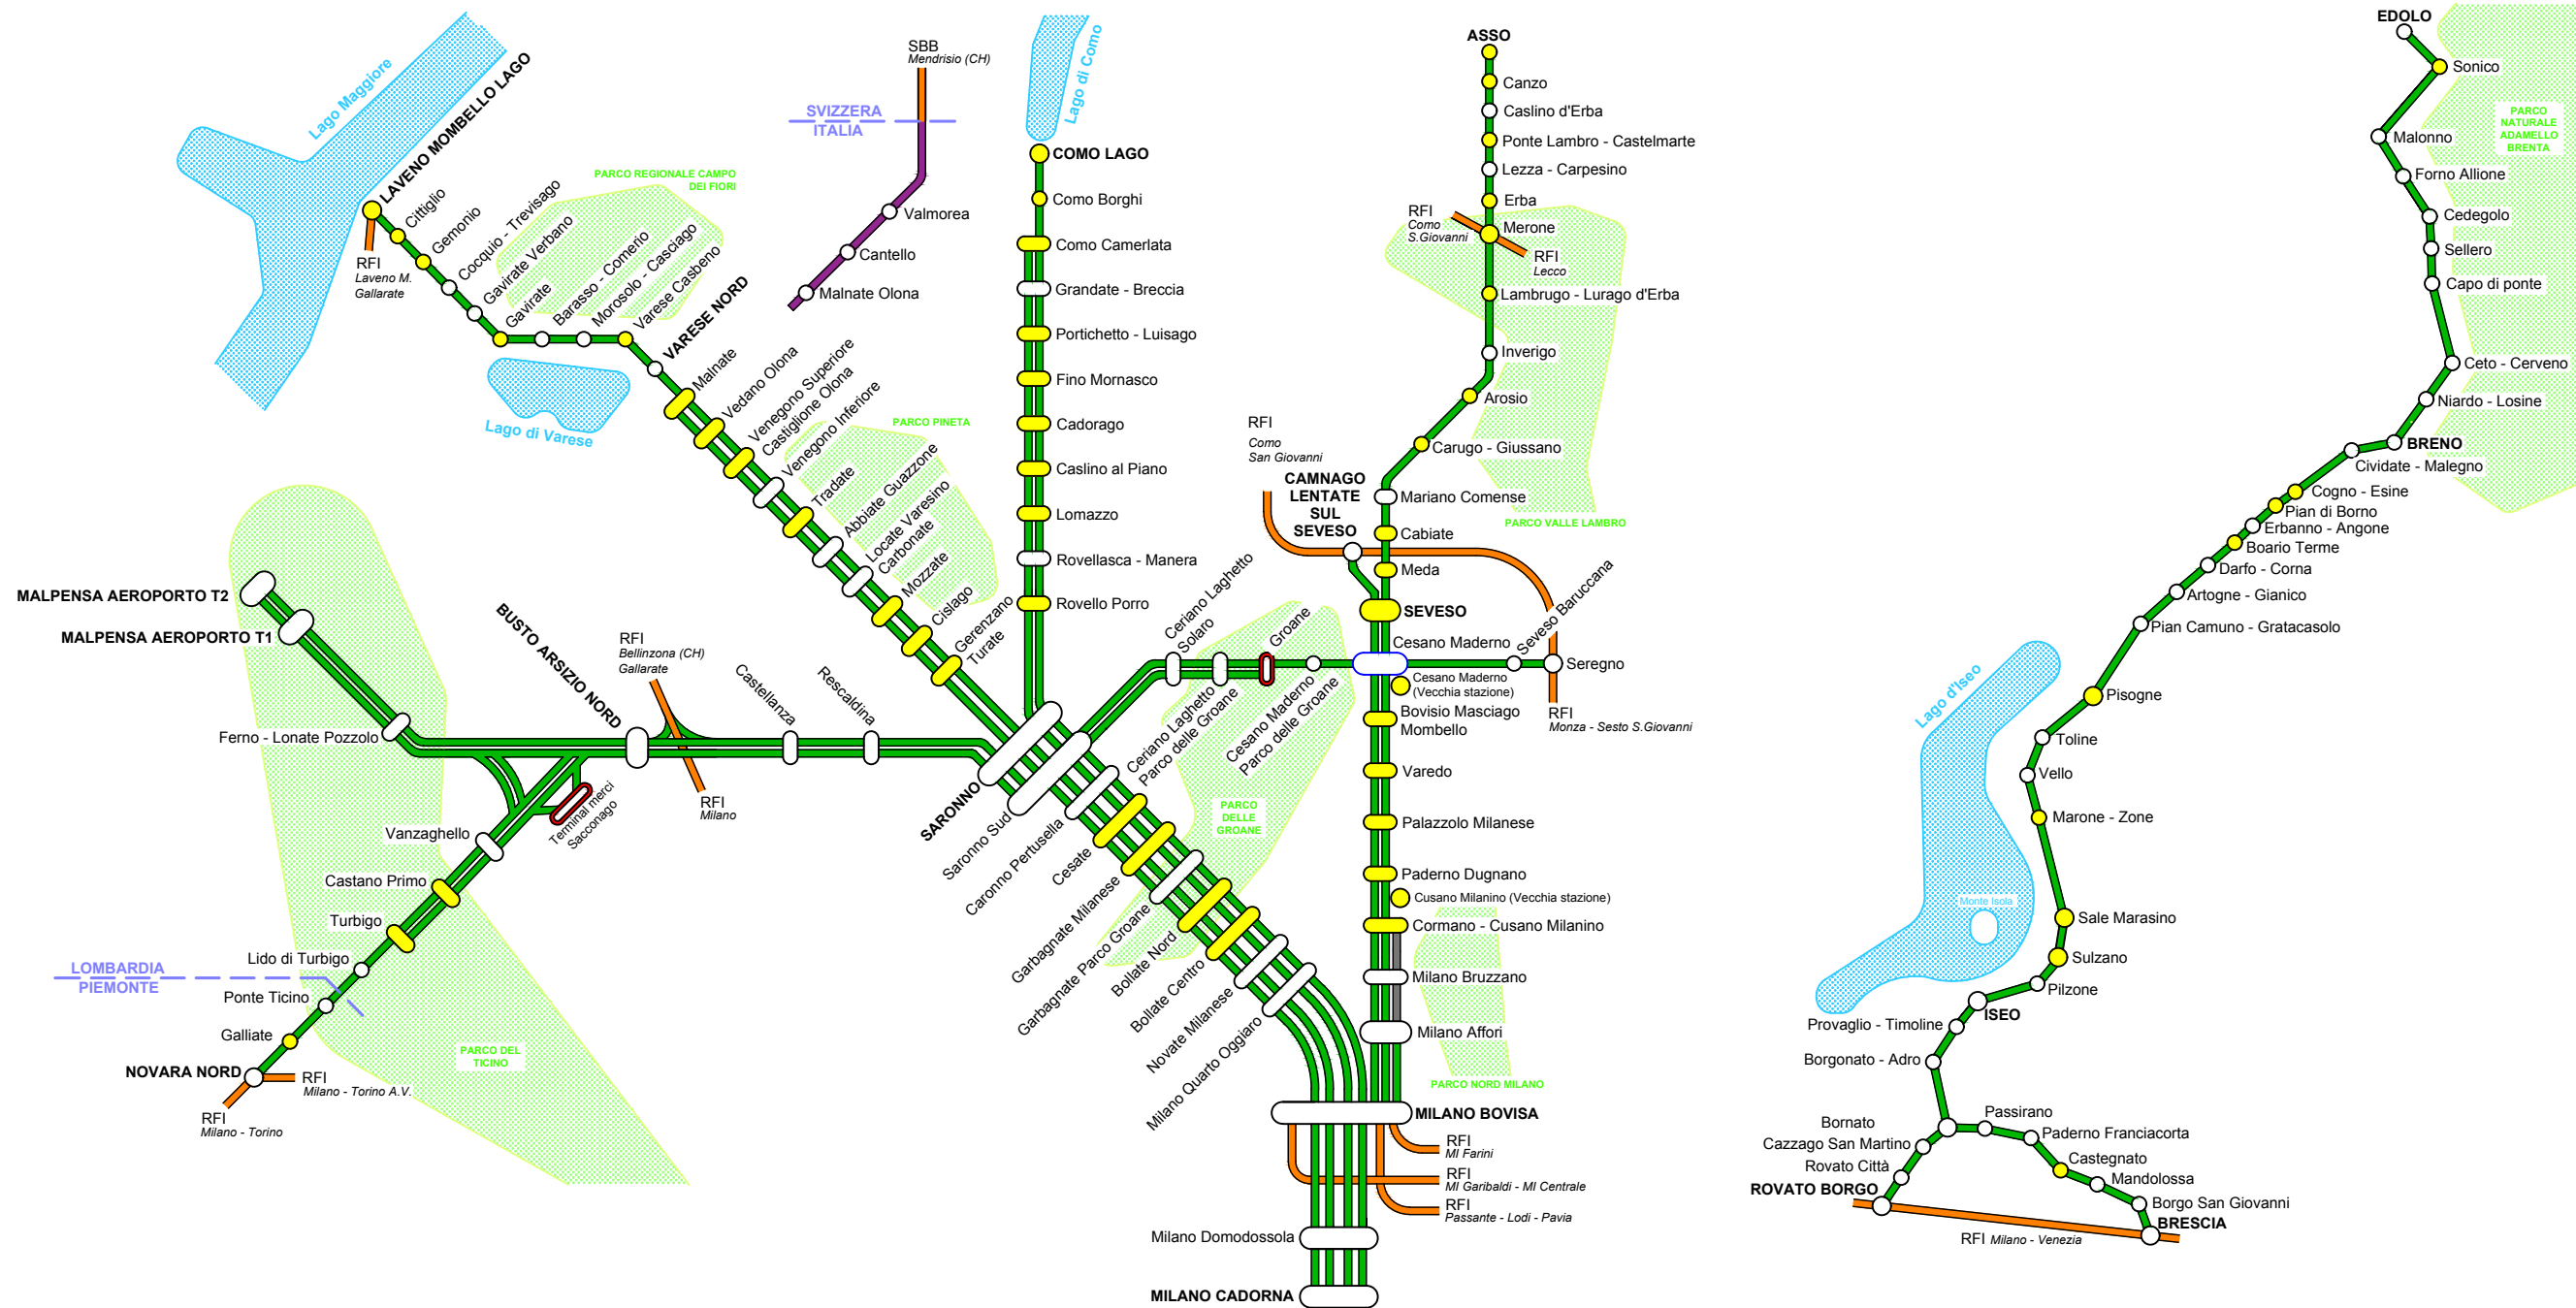 Lago Maggiore
LAVENO MOMBELLO LAGO
Cittiglio
Gemonio
Cocquio - Trevisago
Gavirate Verbano
Gavirate
Barasso - Comerio
Morosolo - Casciago
Varese Casbeno
VARESE NORD
RFI
Laveno M.
Gallarate
PARCO REGIONALE CAMPO
DEI FIORI
Lago di Varese
Malnate
Vedano Olona
Venegono Superiore
Castiglione Olona
Venegono Inferiore
Tradate
Abbiate Guazzone
Locate Varesino
Carbonate
Mozzate
Cislago
Gerenzano
Turate
PARCO PINETA
SBB
Mendrisio (CH)
SVIZZERA
ITALIA
Valmorea
Cantello
Malnate Olona
Lago di Como
COMO LAGO
Como Borghi
Como Camerlata
Grandate - Breccia
Portichetto - Luisago
Fino Mornasco
Cadorago
Caslino al Piano
Lomazzo
Rovellasca - Manera
Rovello Porro
MALPENSA AEROPORTO T2
MALPENSA AEROPORTO T1
Ferno - Lonate Pozzolo
BUSTO ARSIZIO NORD
RFI
Bellinzona (CH)
Gallarate
RFI
Milano
Castellanza
Rescaldina
Terminal merci
Sacconago
Vanzaghello
Castano Primo
Turbigo
Lido di Turbigo
LOMBARDIA
PIEMONTE
Ponte Ticino
Galliate
NOVARA NORD
RFI
Milano - Torino A.V.
RFI
Milano - Torino
PARCO DEL
TICINO
SARONNO
Saronno Sud
Caronno Pertusella
Cesate
Garbagnate Milanese
Garbagnate Parco Groane
Bollate Nord
Bollate Centro
Novate Milanese
Milano Quarto Oggiaro
Ceriano Laghetto
Solaro
Groane
Ceriano Laghetto
Parco delle Groane
Cesano Maderno
Parco delle Groane
PARCO
DELLE
GROANE
ASSO
Canzo
Caslino d'Erba
Ponte Lambro - Castelmarte
Lezza - Carpesino
Erba
RFI
Como
S.Giovanni
Merone
RFI
Lecco
Lambrugo - Lurago d'Erba
Inverigo
Arosio
Carugo - Giussano
Mariano Comense
PARCO VALLE LAMBRO
Cabiate
Meda
RFI
Como
San Giovanni
CAMNAGO
LENTATE
SUL
SEVESO
SEVESO
Cesano Maderno
Seveso Baruccana
Seregno
RFI
Monza - Sesto S.Giovanni
Cesano Maderno
(Vecchia stazione)
Bovisio Masciago
Mombello
Varedo
Palazzolo Milanese
Paderno Dugnano
Cusano Milanino (Vecchia stazione)
Cormano - Cusano Milanino
Milano Bruzzano
Milano Affori
PARCO NORD MILANO
MILANO BOVISA
RFI
MI Farini
RFI
MI Garibaldi - MI Centrale
RFI
Passante - Lodi - Pavia
Milano Domodossola
MILANO CADORNA
EDOLO
Sonico
PARCO
NATURALE
ADAMELLO
BRENTA
Malonno
Forno Allione
Cedegolo
Sellero
Capo di ponte
Ceto - Cerveno
Niardo - Losine
BRENO
Cividate - Malegno
Cogno - Esine
Pian di Borno
Erbanno - Angone
Boario Terme
Darfo - Corna
Artogne - Gianico
Pian Camuno - Gratacasolo
Pisogne
Lago d'Iseo
Toline
Vello
Marone - Zone
Monte Isola
Sale Marasino
Sulzano
Pilzone
ISEO
Provaglio - Timoline
Borgonato - Adro
Bornato
Cazzago San Martino
Rovato Città
ROVATO BORGO
Passirano
Paderno Franciacorta
Castegnato
Mandolossa
Borgo San Giovanni
BRESCIA
RFI Milano - Venezia